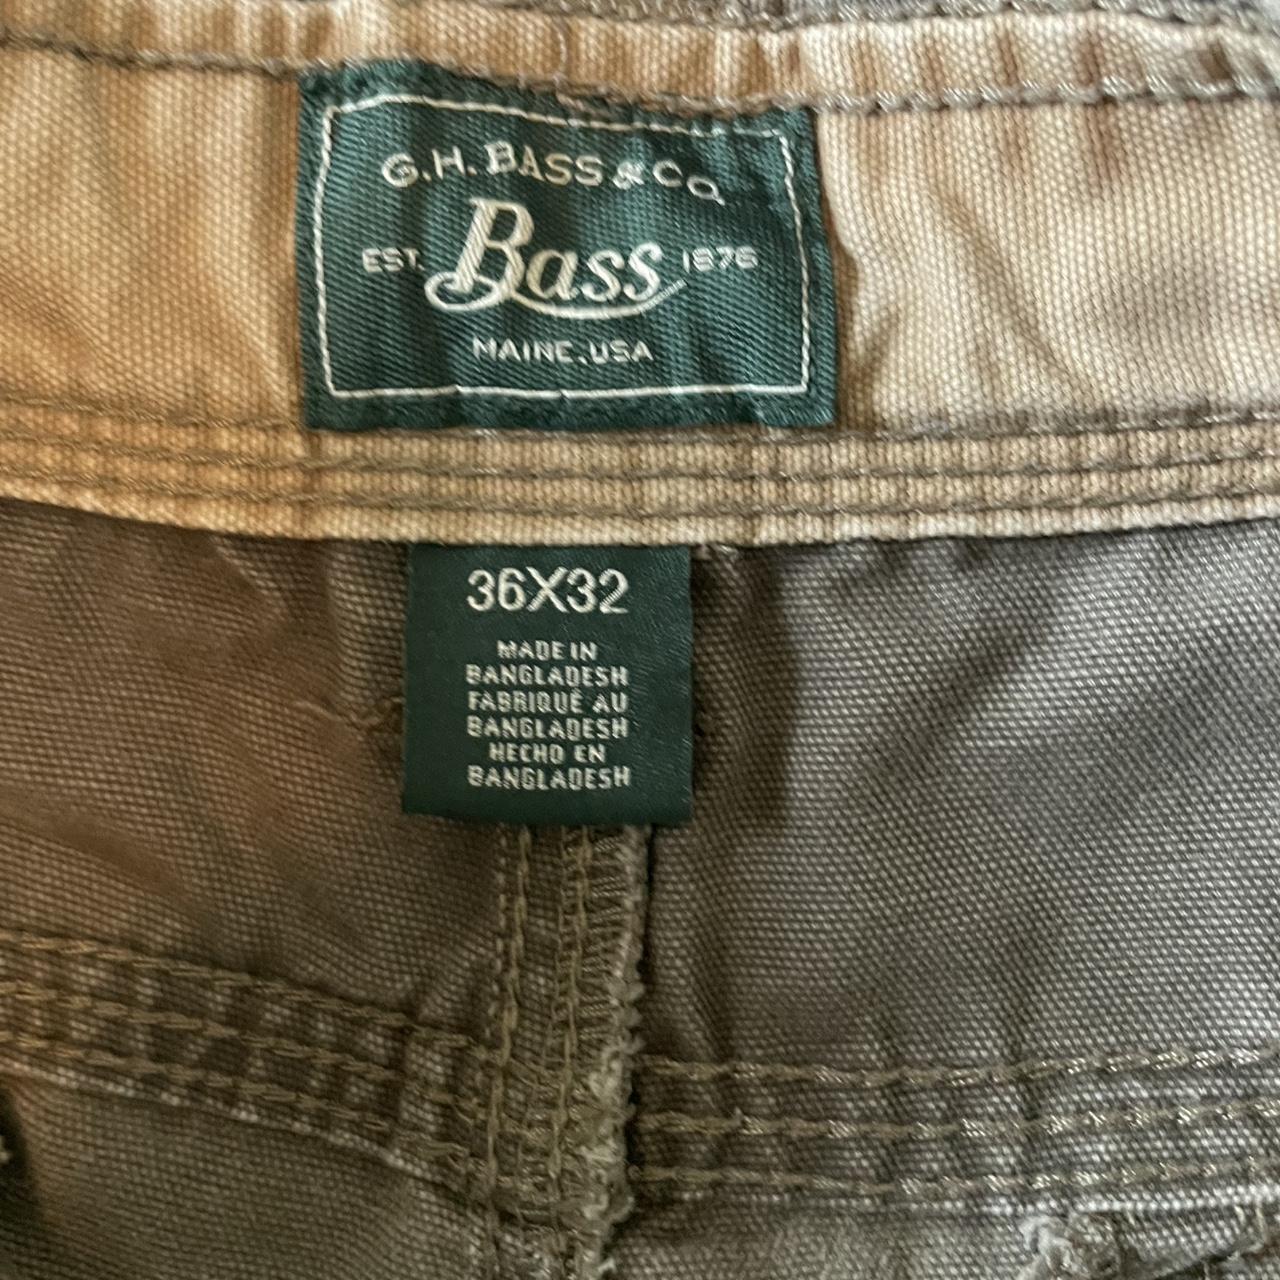 G.H. BASS & CO.
EST. Bass 1876
MAINE, USA
36X32
MADE IN
BANGLADESH
FABRIQUÉ AU
BANGLADESH
HECHO EN
BANGLADESH